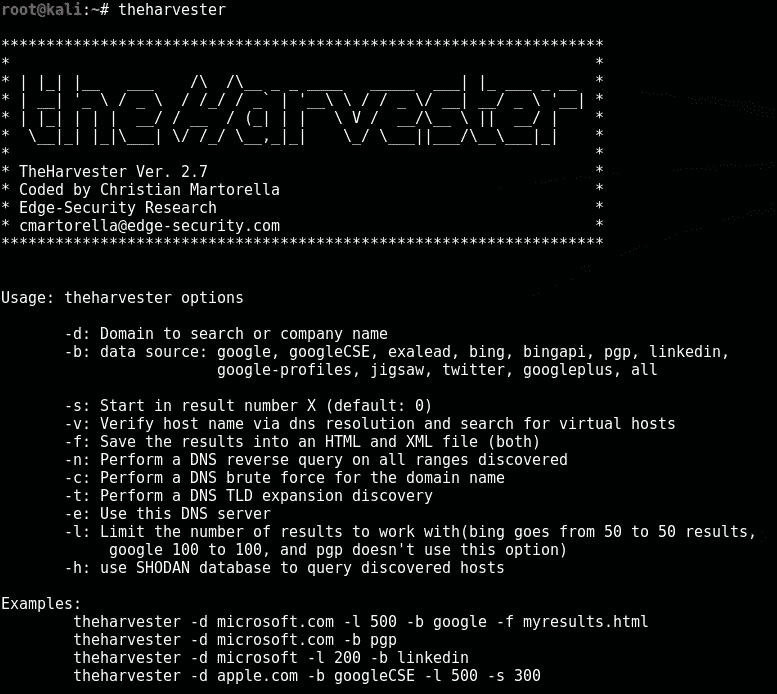 root@kali:~# theharvester

*******************************************************************
*                                                                 *
* | |_| |__   ___    /\  /\__ _ _ ____   _____  ___| |_ ___ _ __  *
* | __| '_ \ / _ \  / /_/ / _` | '__\ \ / / _ \/ __| __/ _ \ '__| *
* | |_| | | |  __/ / __  / (_| | |   \ V /  __/\__ \ ||  __/ |    *
*  \__|_| |_|\___| \/ /_/ \__,_|_|    \_/ \___||___/\__\___|_|    *
*                                                                 *
* TheHarvester Ver. 2.7                                           *
* Coded by Christian Martorella                                   *
* Edge-Security Research                                          *
* cmartorella@edge-security.com                                   *
*******************************************************************

Usage: theharvester options

       -d: Domain to search or company name
       -b: data source: google, googleCSE, exalead, bing, bingapi, pgp, linkedin,
                        google-profiles, jigsaw, twitter, googleplus, all

       -s: Start in result number X (default: 0)
       -v: Verify host name via dns resolution and search for virtual hosts
       -f: Save the results into an HTML and XML file (both)
       -n: Perform a DNS reverse query on all ranges discovered
       -c: Perform a DNS brute force for the domain name
       -t: Perform a DNS TLD expansion discovery
       -e: Use this DNS server
       -l: Limit the number of results to work with(bing goes from 50 to 50 results,
            google 100 to 100, and pgp doesn't use this option)
       -h: use SHODAN database to query discovered hosts

Examples:
        theharvester -d microsoft.com -l 500 -b google -f myresults.html
        theharvester -d microsoft.com -b pgp
        theharvester -d microsoft -l 200 -b linkedin
        theharvester -d apple.com -b googleCSE -l 500 -s 300